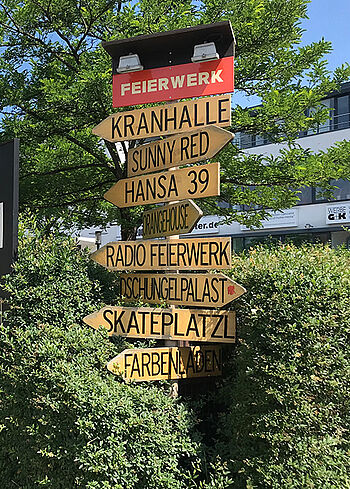 FEIERWERK
KRANHALLE
SUNNY RED
HANSA 39
ORANGEHOUSE
RADIO FEIERWERK
DSCHUNGELPALAST
SKATEPLATZL
FARBENLADEN